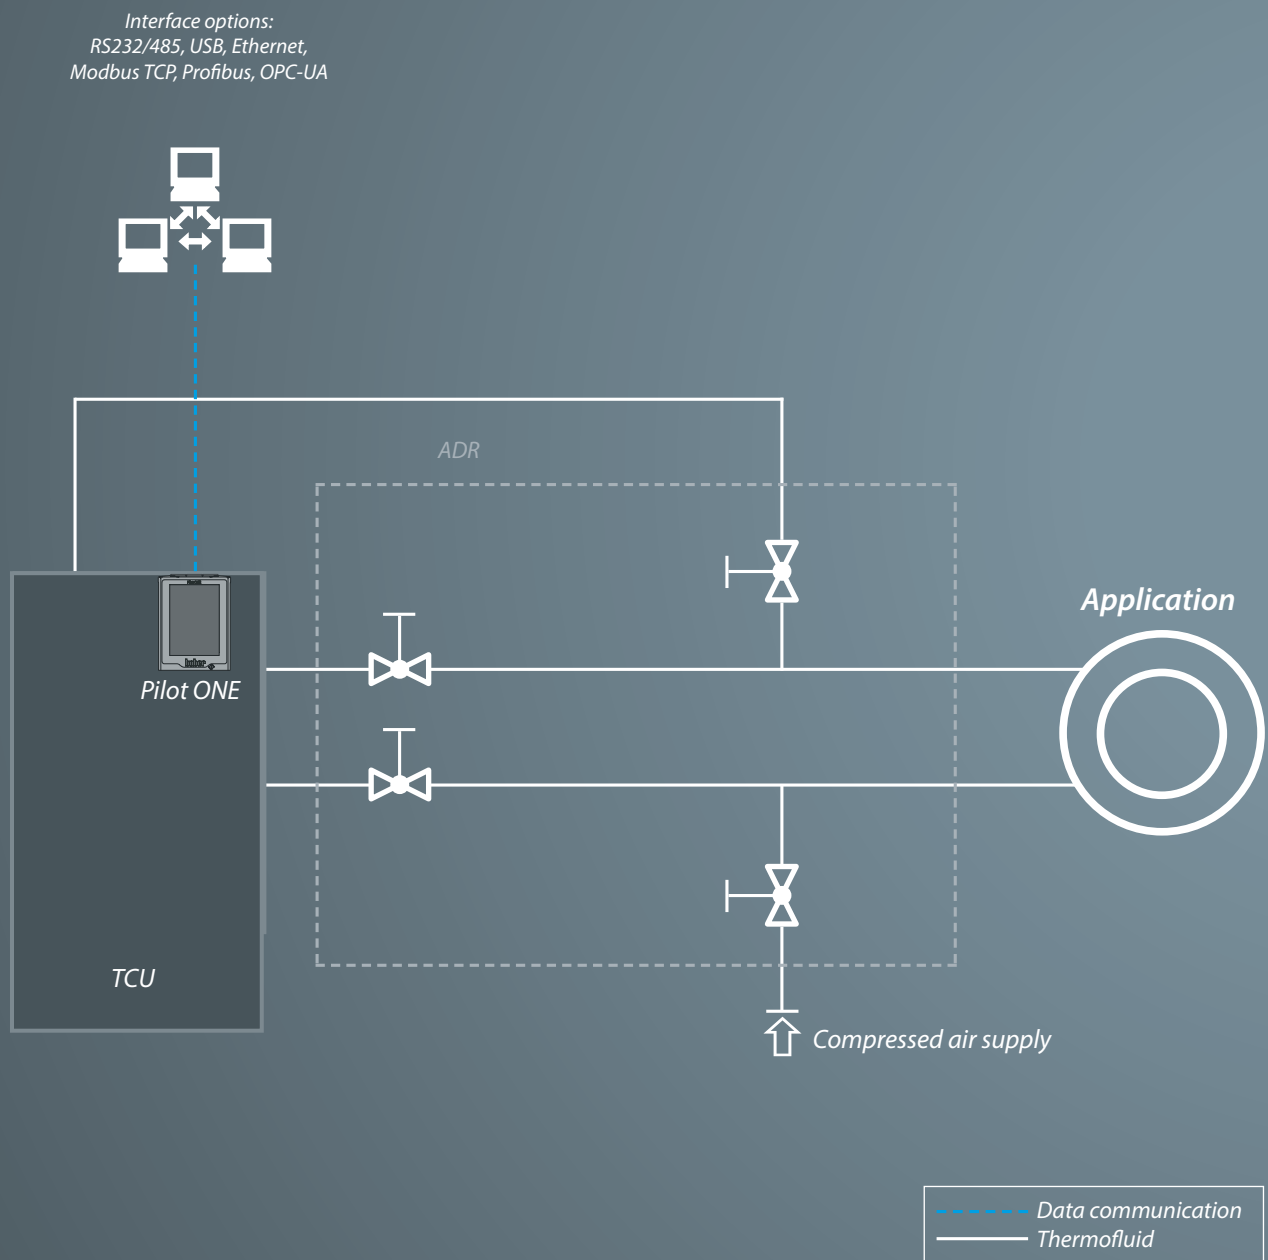 Interface options:
RS232/485, USB, Ethernet,
Modbus TCP, Profibus, OPC-UA
ADR
Application
huber
Pilot ONE
TCU
Compressed air supply
Data communication
Thermofluid